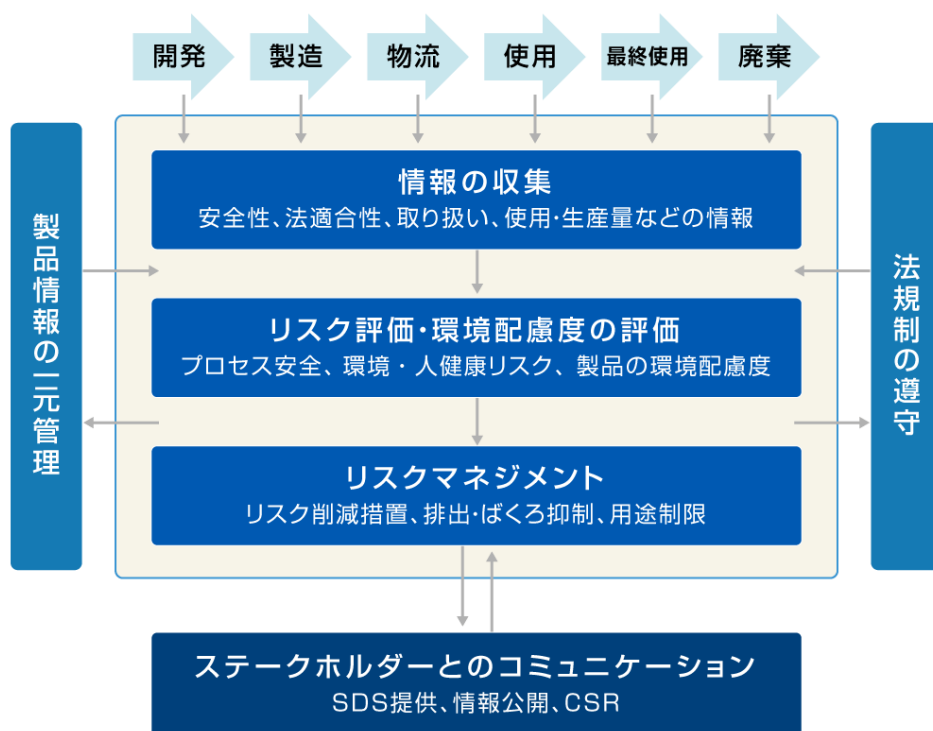 開発
製造
物流
使用
最終使用
廃棄
製品情報の一元管理
情報の収集
安全性、法適合性、取り扱い、使用・生産量などの情報
リスク評価・環境配慮度の評価
プロセス安全、環境・人健康リスク、製品の環境配慮度
リスクマネジメント
リスク削減措置、排出・ばくろ抑制、用途制限
法規制の遵守
ステークホルダーとのコミュニケーション
SDS提供、情報公開、CSR